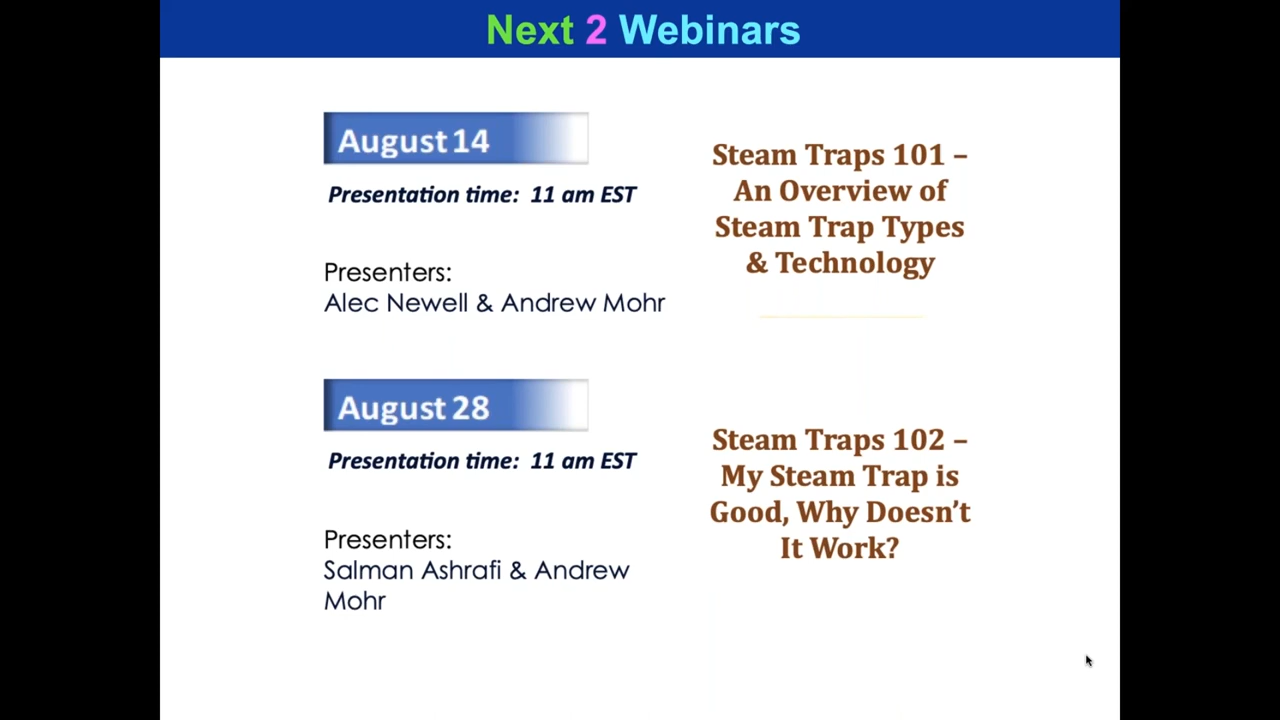 Next 2 Webinars
August 14
Presentation time: 11 am EST
Presenters:
Alec Newell & Andrew Mohr
Steam Traps 101 –
An Overview of
Steam Trap Types
& Technology
August 28
Presentation time: 11 am EST
Presenters:
Salman Ashrafi & Andrew
Mohr
Steam Traps 102 –
My Steam Trap is
Good, Why Doesn’t
It Work?